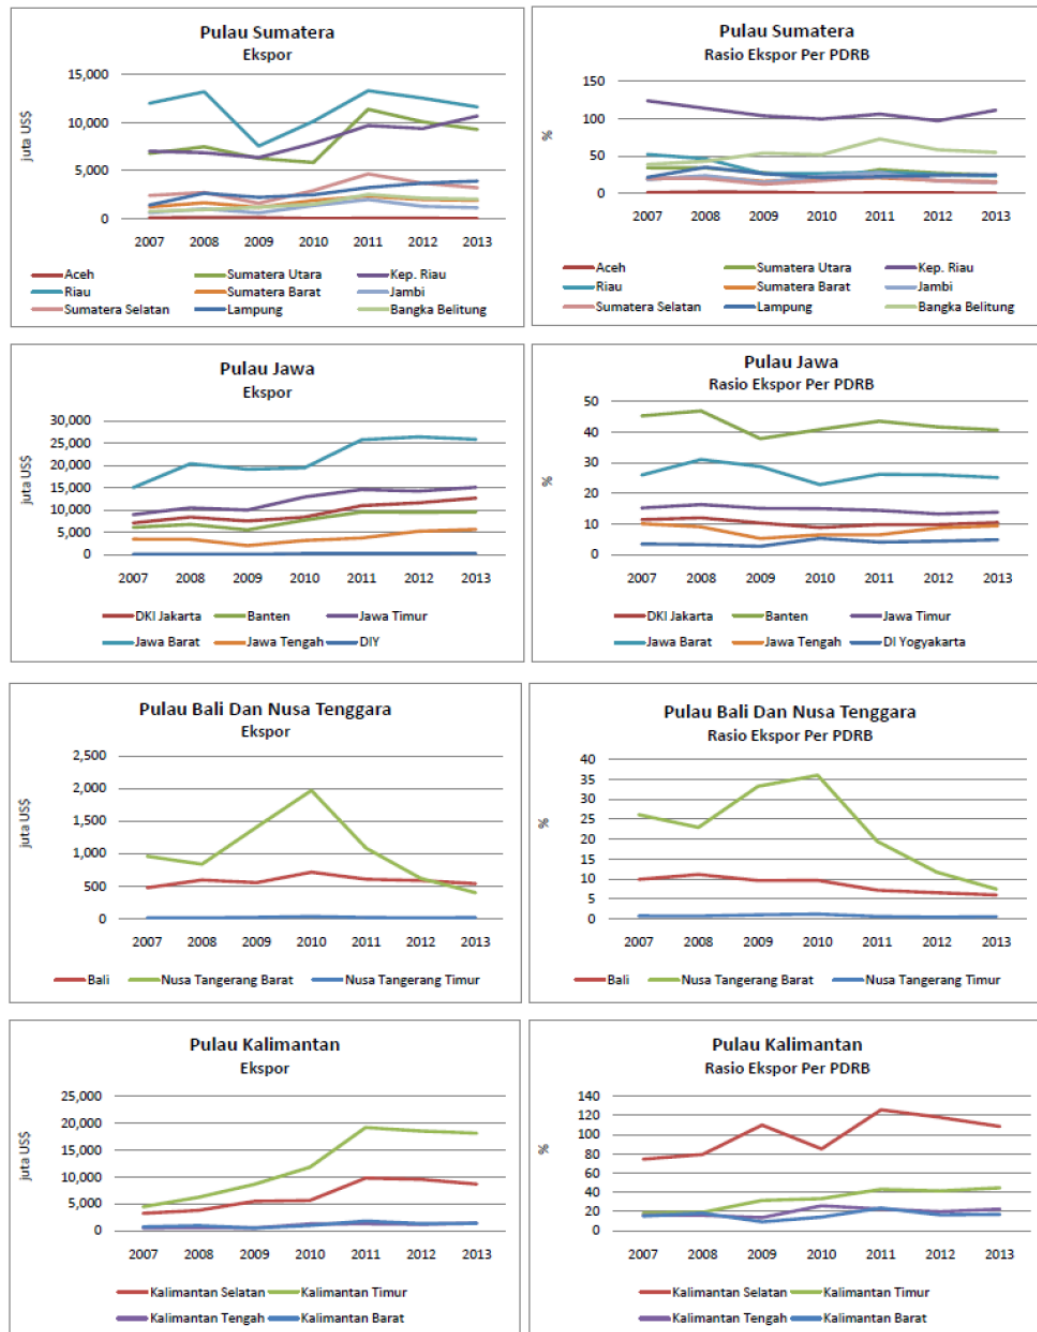 Pulau Sumatera
Ekspor
juta US$
15,000
10,000
5,000
0
2007 2008 2009 2010 2011 2012 2013
Aceh Sumatera Utara Kep. Riau
Riau Sumatera Barat Jambi
Sumatera Selatan Lampung Bangka Belitung
Pulau Sumatera
Rasio Ekspor Per PDRB
%
150
100
50
0
2007 2008 2009 2010 2011 2012 2013
Aceh Sumatera Utara Kep. Riau
Riau Sumatera Barat Jambi
Sumatera Selatan Lampung Bangka Belitung
Pulau Jawa
Ekspor
juta US$
30,000
25,000
20,000
15,000
10,000
5,000
0
2007 2008 2009 2010 2011 2012 2013
DKI Jakarta Banten Jawa Timur
Jawa Barat Jawa Tengah DIY
Pulau Jawa
Rasio Ekspor Per PDRB
%
50
40
30
20
10
0
2007 2008 2009 2010 2011 2012 2013
DKI Jakarta Banten Jawa Timur
Jawa Barat Jawa Tengah DI Yogyakarta
Pulau Bali Dan Nusa Tenggara
Ekspor
juta US$
2,500
2,000
1,500
1,000
500
0
2007 2008 2009 2010 2011 2012 2013
Bali Nusa Tangerang Barat Nusa Tangerang Timur
Pulau Bali Dan Nusa Tenggara
Rasio Ekspor Per PDRB
%
40
35
30
25
20
15
10
5
0
2007 2008 2009 2010 2011 2012 2013
Bali Nusa Tangerang Barat Nusa Tangerang Timur
Pulau Kalimantan
Ekspor
juta US$
25,000
20,000
15,000
10,000
5,000
0
2007 2008 2009 2010 2011 2012 2013
Kalimantan Selatan Kalimantan Timur
Kalimantan Tengah Kalimantan Barat
Pulau Kalimantan
Rasio Ekspor Per PDRB
%
140
120
100
80
60
40
20
0
2007 2008 2009 2010 2011 2012 2013
Kalimantan Selatan Kalimantan Timur
Kalimantan Tengah Kalimantan Barat